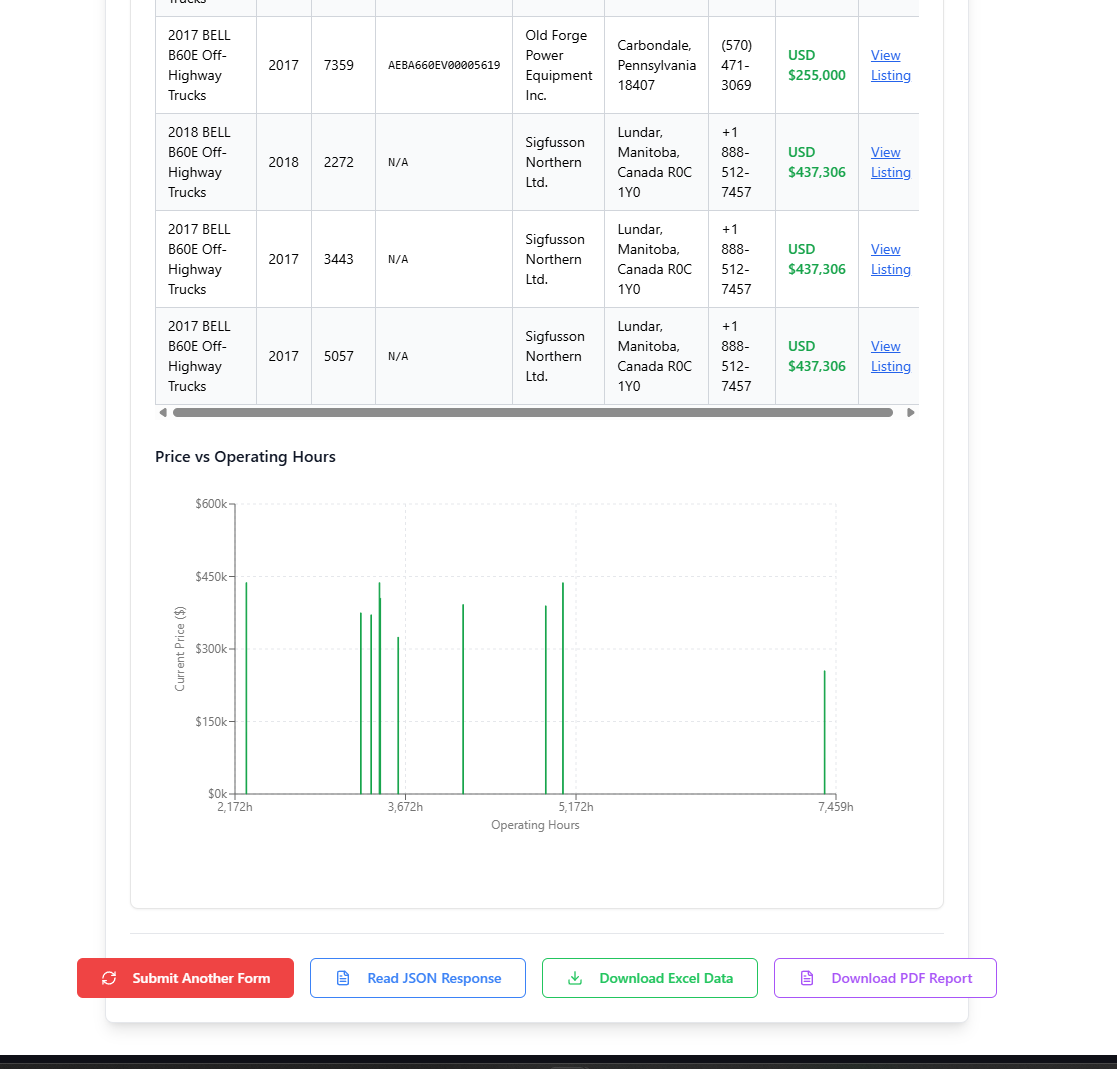 Trucks
2017 BELL
B60E Off-
Highway
Trucks
2017
7359
AEBA660EV00005619
Old Forge
Power
Equipment
Inc.
Carbondale,
Pennsylvania
18407
(570)
471-
3069
USD
$255,000
View
Listing
2018 BELL
B60E Off-
Highway
Trucks
2018
2272
N/A
Sigfusson
Northern
Ltd.
Lundar,
Manitoba,
Canada R0C
1Y0
+1
888-
512-
7457
USD
$437,306
View
Listing
2017 BELL
B60E Off-
Highway
Trucks
2017
3443
N/A
Sigfusson
Northern
Ltd.
Lundar,
Manitoba,
Canada R0C
1Y0
+1
888-
512-
7457
USD
$437,306
View
Listing
2017 BELL
B60E Off-
Highway
Trucks
2017
5057
N/A
Sigfusson
Northern
Ltd.
Lundar,
Manitoba,
Canada R0C
1Y0
+1
888-
512-
7457
USD
$437,306
View
Listing
Price vs Operating Hours
$600k
$450k
$300k
$150k
$0k
Current Price ($)
2,172h
3,672h
5,172h
7,459h
Operating Hours
Submit Another Form
Read JSON Response
Download Excel Data
Download PDF Report